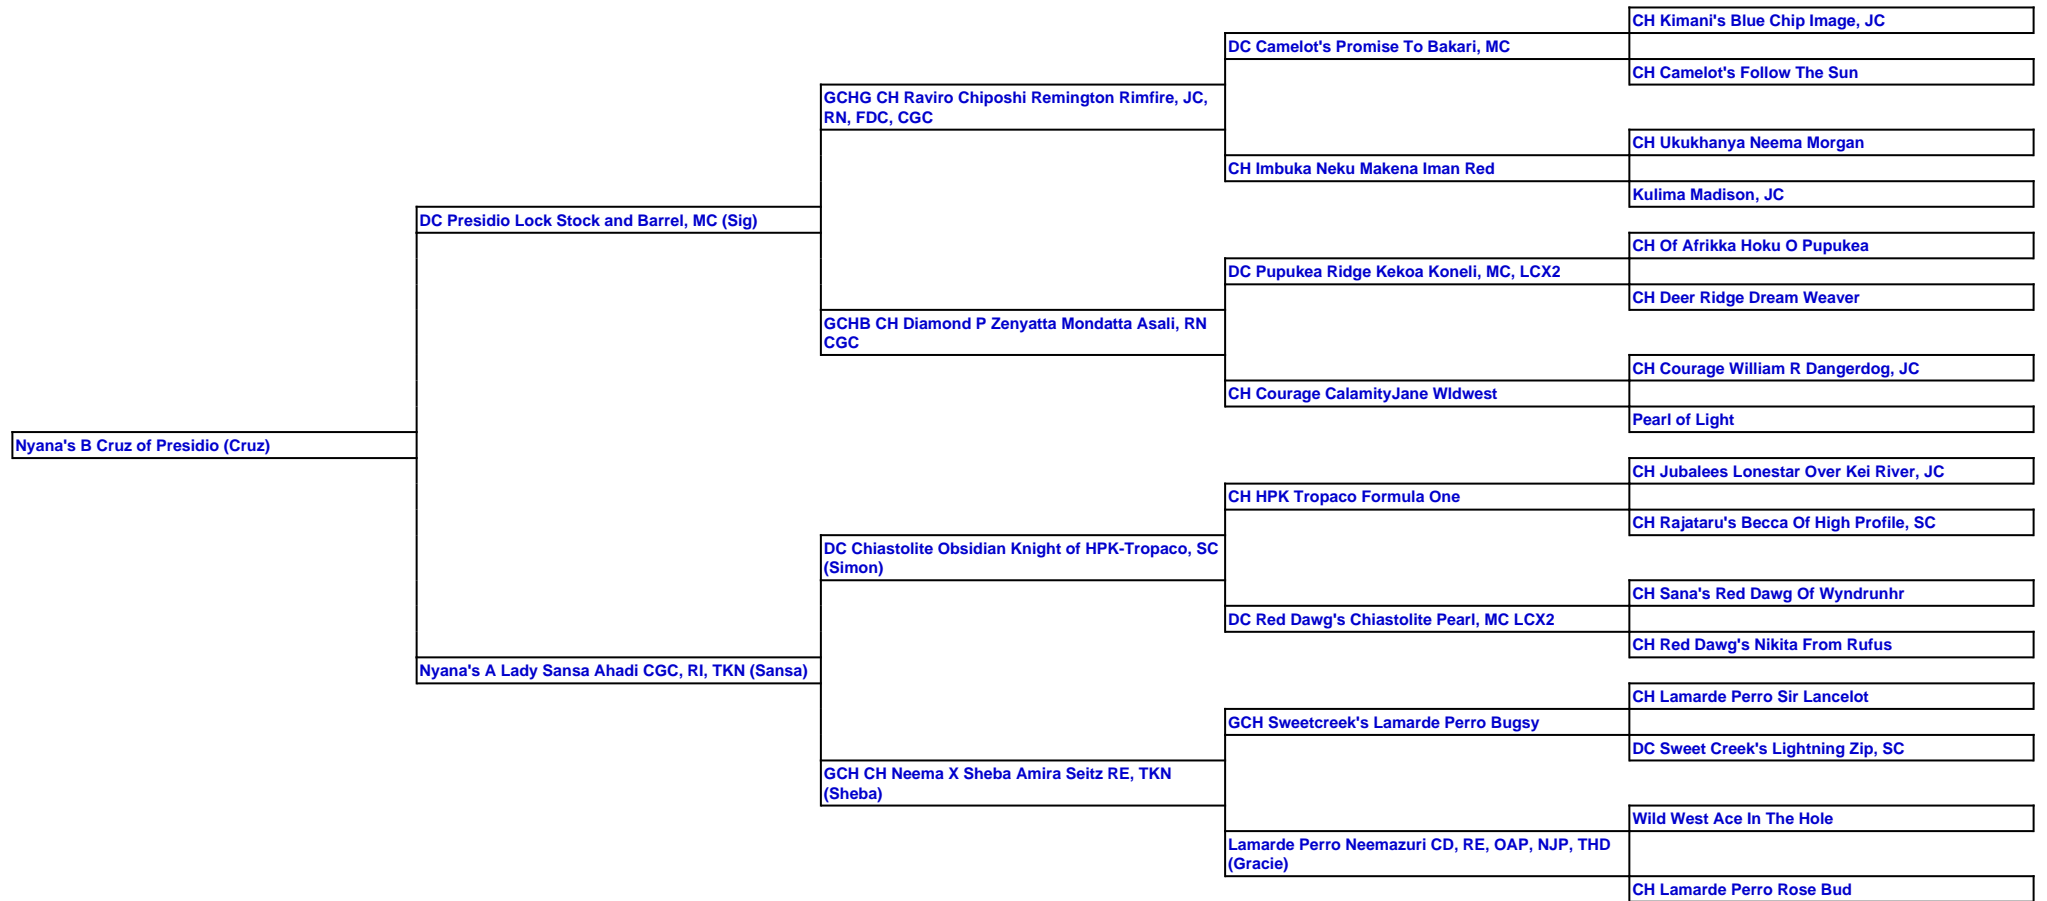 CH Kimani's Blue Chip Image, JC
DC Camelot's Promise To Bakari, MC
CH Camelot's Follow The Sun
GCHG CH Raviro Chiposhi Remington Rimfire, JC,
RN, FDC, CGC
CH Ukukhanya Neema Morgan
CH Imbuka Neku Makena Iman Red
Kulima Madison, JC
DC Presidio Lock Stock and Barrel, MC (Sig)
CH Of Afrikka Hoku O Pupukea
DC Pupukea Ridge Kekoa Koneli, MC, LCX2
CH Deer Ridge Dream Weaver
GCHB CH Diamond P Zenyatta Mondatta Asali, RN
CGC
CH Courage William R Dangerdog, JC
CH Courage CalamityJane Wldwest
Pearl of Light
Nyana's B Cruz of Presidio (Cruz)
CH Jubalees Lonestar Over Kei River, JC
CH HPK Tropaco Formula One
CH Rajataru's Becca Of High Profile, SC
DC Chiastolite Obsidian Knight of HPK-Tropaco, SC
(Simon)
CH Sana's Red Dawg Of Wyndrunhr
DC Red Dawg's Chiastolite Pearl, MC LCX2
CH Red Dawg's Nikita From Rufus
Nyana's A Lady Sansa Ahadi CGC, RI, TKN (Sansa)
CH Lamarde Perro Sir Lancelot
GCH Sweetcreek's Lamarde Perro Bugsy
DC Sweet Creek's Lightning Zip, SC
GCH CH Neema X Sheba Amira Seitz RE, TKN
(Sheba)
Wild West Ace In The Hole
Lamarde Perro Neemazuri CD, RE, OAP, NJP, THD
(Gracie)
CH Lamarde Perro Rose Bud